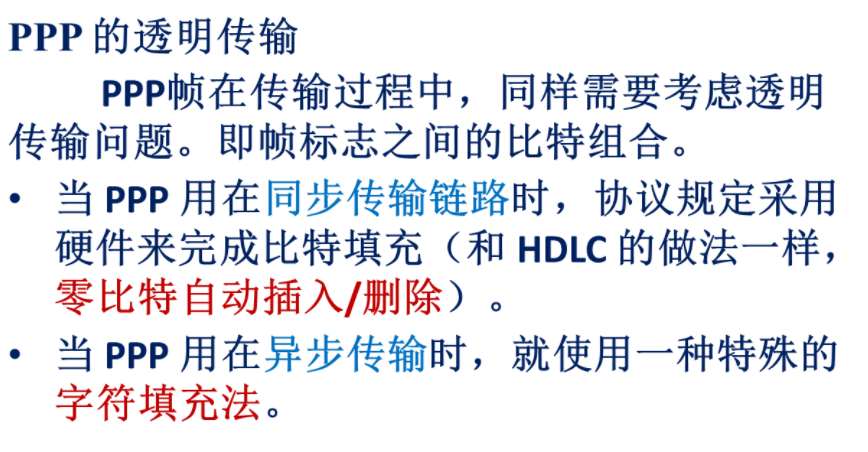 PPP 的透明传输
PPP帧在传输过程中，同样需要考虑透明
传输问题。即帧标志之间的比特组合。
• 当 PPP 用在同步传输链路时，协议规定采用
硬件来完成比特填充（和 HDLC 的做法一样，
零比特自动插入/删除）。
• 当 PPP 用在异步传输时，就使用一种特殊的
字符填充法。